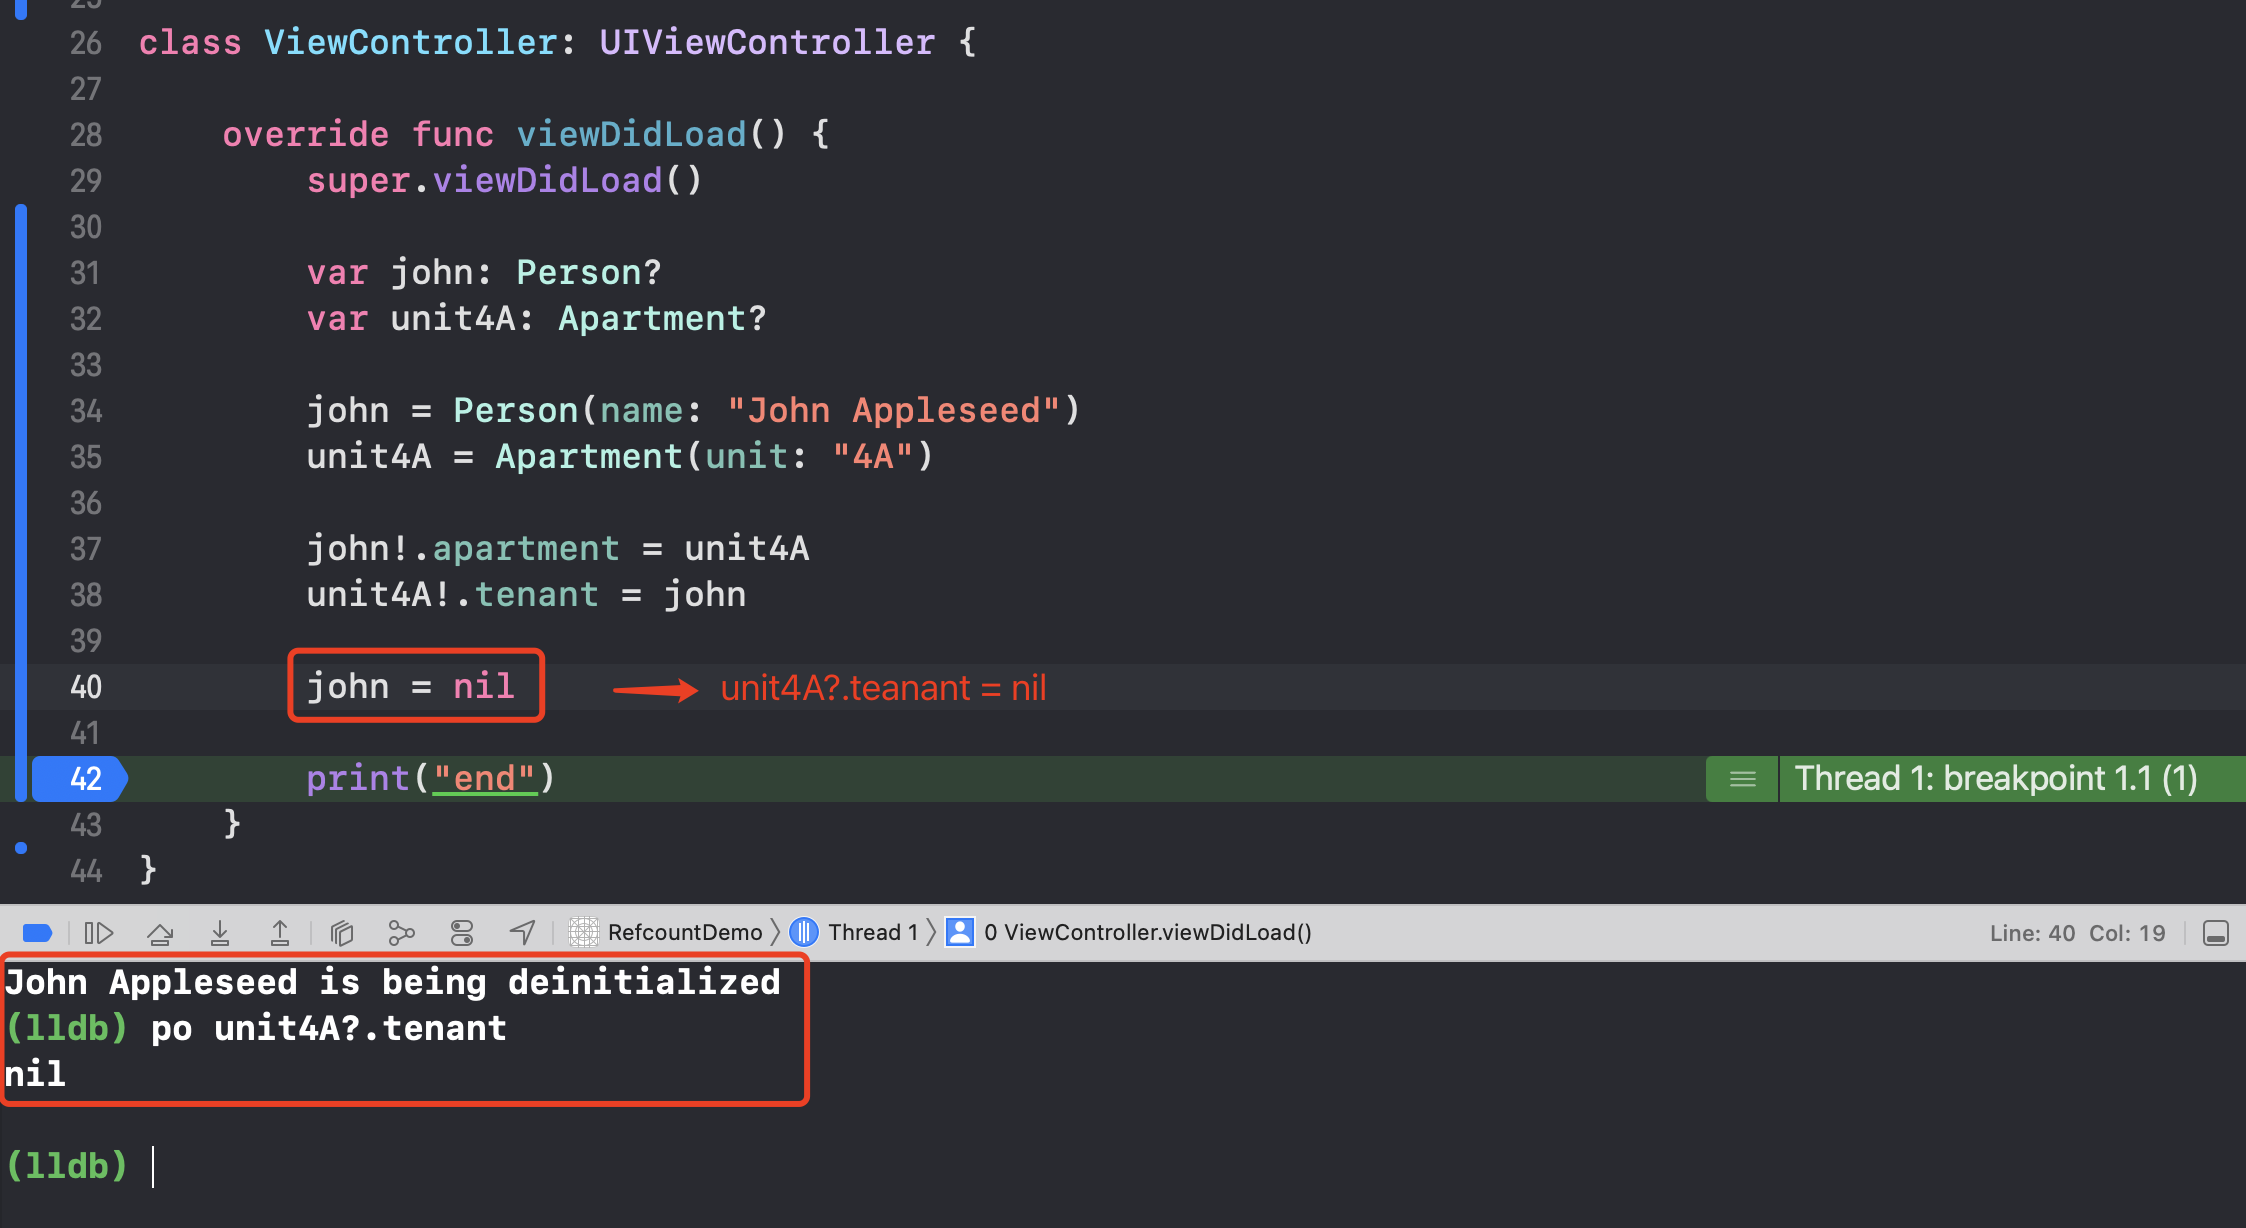 26 class ViewController: UIViewController {
27
28 override func viewDidLoad() {
29 super.viewDidLoad()
30
31 var john: Person?
32 var unit4A: Apartment?
33
34 john = Person(name: "John Appleseed")
35 unit4A = Apartment(unit: "4A")
36
37 john!.apartment = unit4A
38 unit4A!.tenant = john
39
40 john = nil unit4A?.teanant = nil
41
42 print("end") Thread 1: breakpoint 1.1 (1)
43 }
44 }
RefcountDemo Thread 1 0 ViewController.viewDidLoad() Line: 40 Col: 19
John Appleseed is being deinitialized
(lldb) po unit4A?.tenant
nil
(lldb)